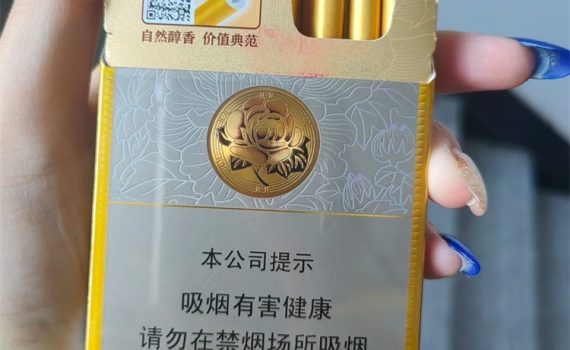 自然醇香 价值典范
本公司提示
吸烟有害健康
请勿在禁烟场所吸烟